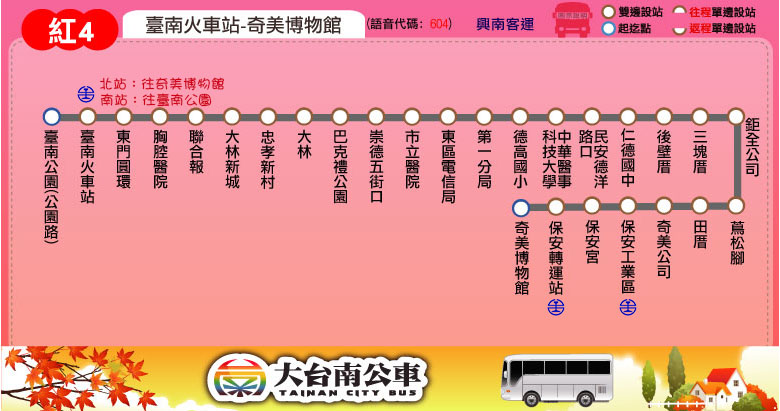 紅4
臺南火車站-奇美博物館
(語音代碼: 604)
興南客運
雙邊設站
往程單邊設站
起迄點
返程單邊設站
北站：往奇美博物館
南站：往臺南公園
臺南公園(公園路)
臺南火車站
東門圓環
胸腔醫院
聯合報
大林新城
忠孝新村
大林
巴克禮公園
崇德五街口
市立醫院
東區電信局
第一分局
德高國小
中華醫事科技大學
民安德洋路口
仁德國中
後壁厝
三塊厝
鉅全公司
蔦松腳
田厝
奇美公司
保安工業區
保安宮
保安轉運站
奇美博物館
大台南公車
TAINAN CITY BUS